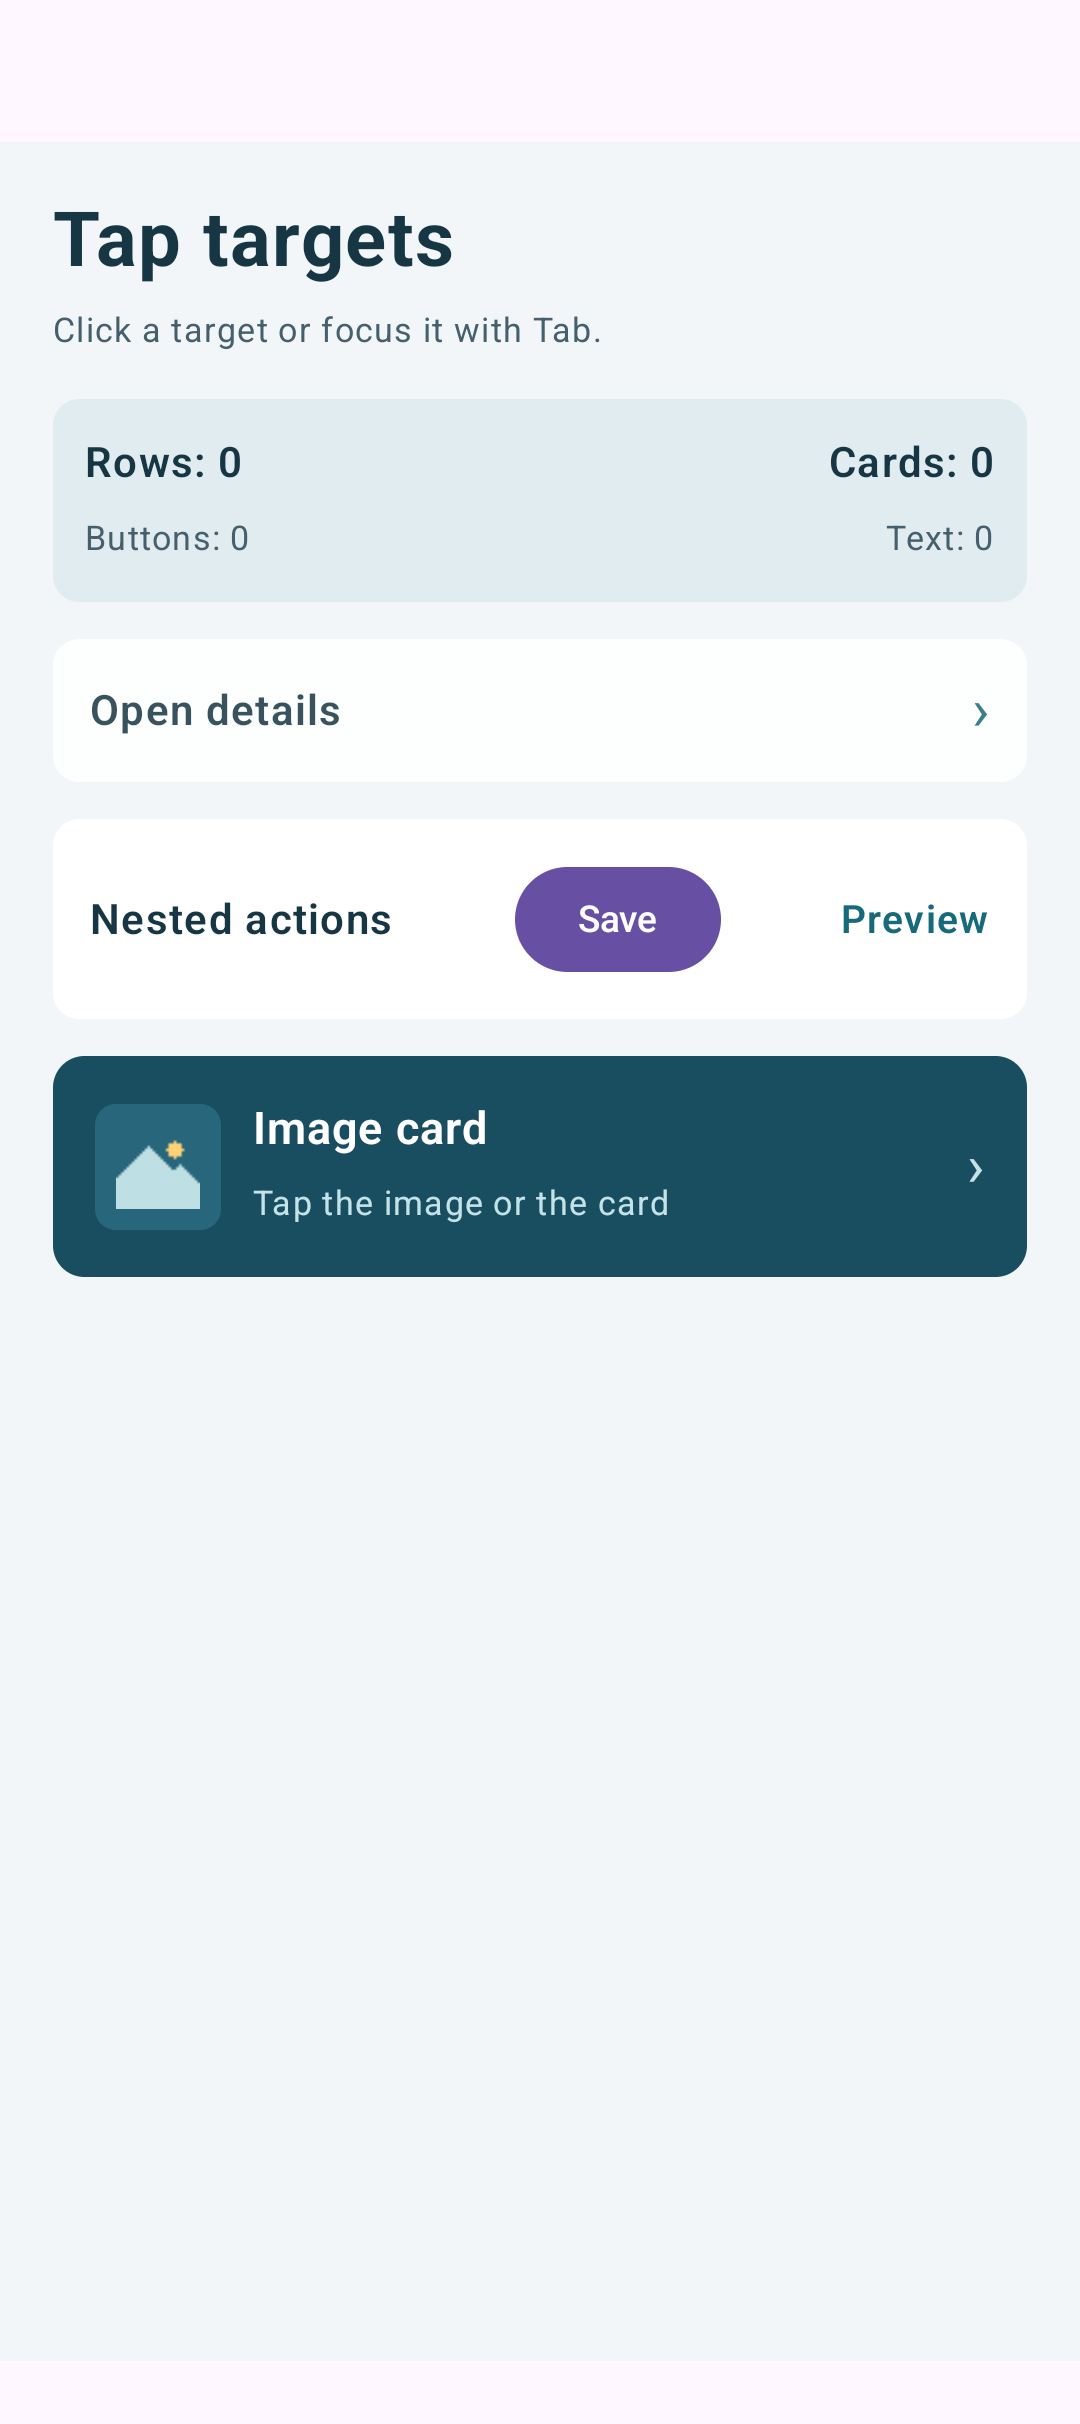 Tap targets
Click a target or focus it with Tab.
Rows: 0 Cards: 0
Buttons: 0 Text: 0
Open details ›
Nested actions Save Preview
Image card
Tap the image or the card ›